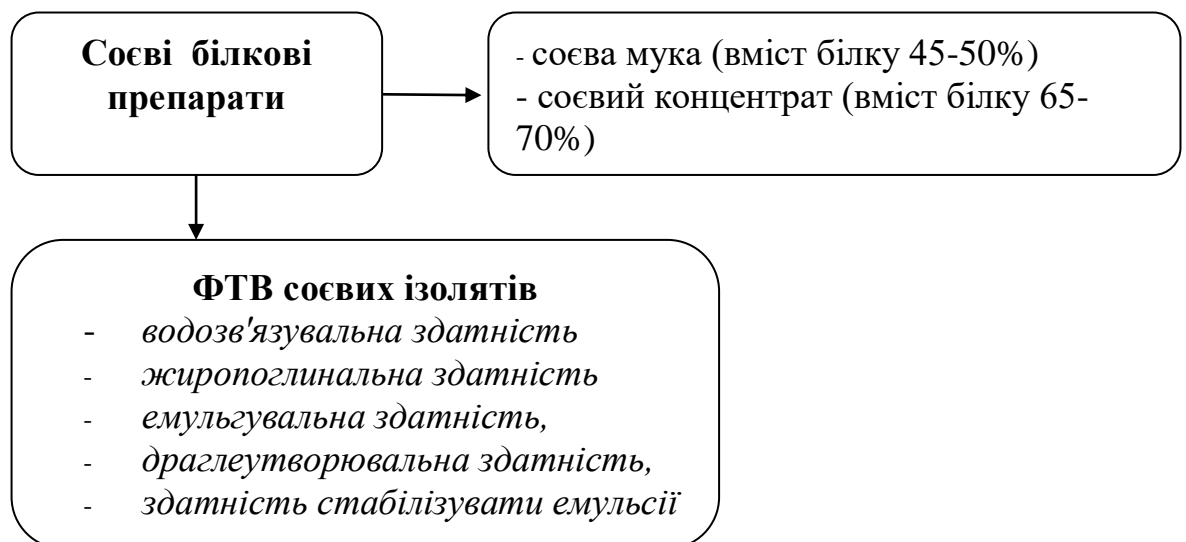 Соєві білкові
препарати
- соєва мука (вміст білку 45-50%)
- соєвий концентрат (вміст білку 65-
70%)
ФТВ соєвих ізолятів
- водозв'язувальна здатність
- жиропоглинальна здатність
- емульгувальна здатність,
- драглеутворювальна здатність,
- здатність стабілізувати емульсії